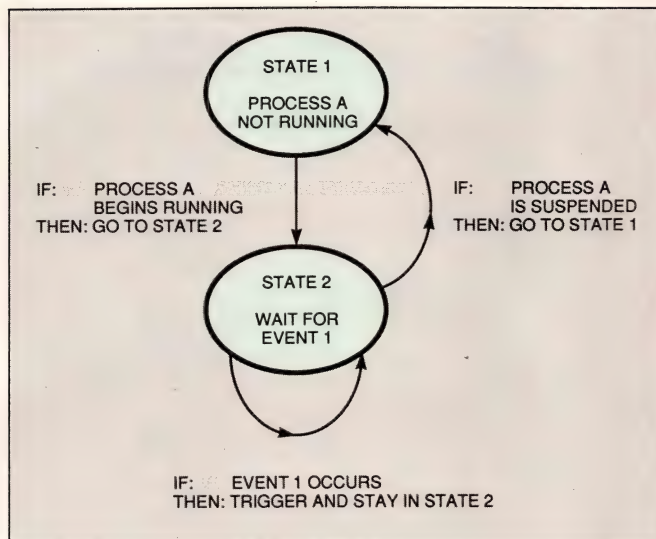 STATE 1
PROCESS A
NOT RUNNING
IF: PROCESS A
BEGINS RUNNING
THEN: GO TO STATE 2
IF: PROCESS A
IS SUSPENDED
THEN: GO TO STATE 1
STATE 2
WAIT FOR
EVENT 1
IF: EVENT 1 OCCURS
THEN: TRIGGER AND STAY IN STATE 2